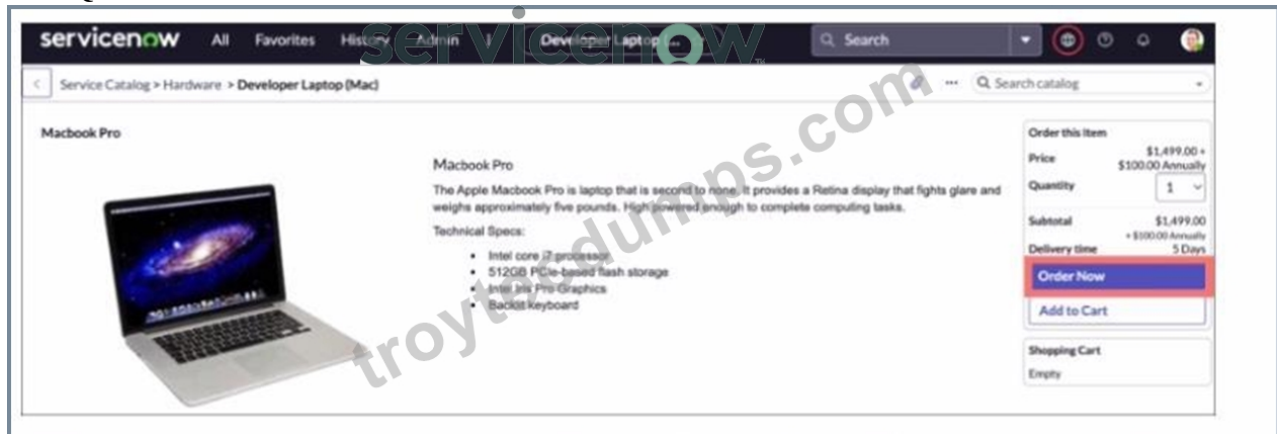 servicenow All Favorites History Admin Developer Laptop (... Search
servicenow
Service Catalog > Hardware > Developer Laptop (Mac) Search catalog
Macbook Pro
Macbook Pro
The Apple Macbook Pro is laptop that is second to none. It provides a Retina display that fights glare and
weighs approximately five pounds. High powered enough to complete computing tasks.
Technical Specs:
Intel core i7 processor
512GB PCIe-based flash storage
Intel Iris Pro Graphics
Backlit keyboard
Order this Item
Price $1,499.00 +
$100.00 Annually
Quantity 1
Subtotal $1,499.00
+ $100.00 Annually
Delivery time 5 Days
Order Now
Add to Cart
Shopping Cart
Empty
troytecdumps.com